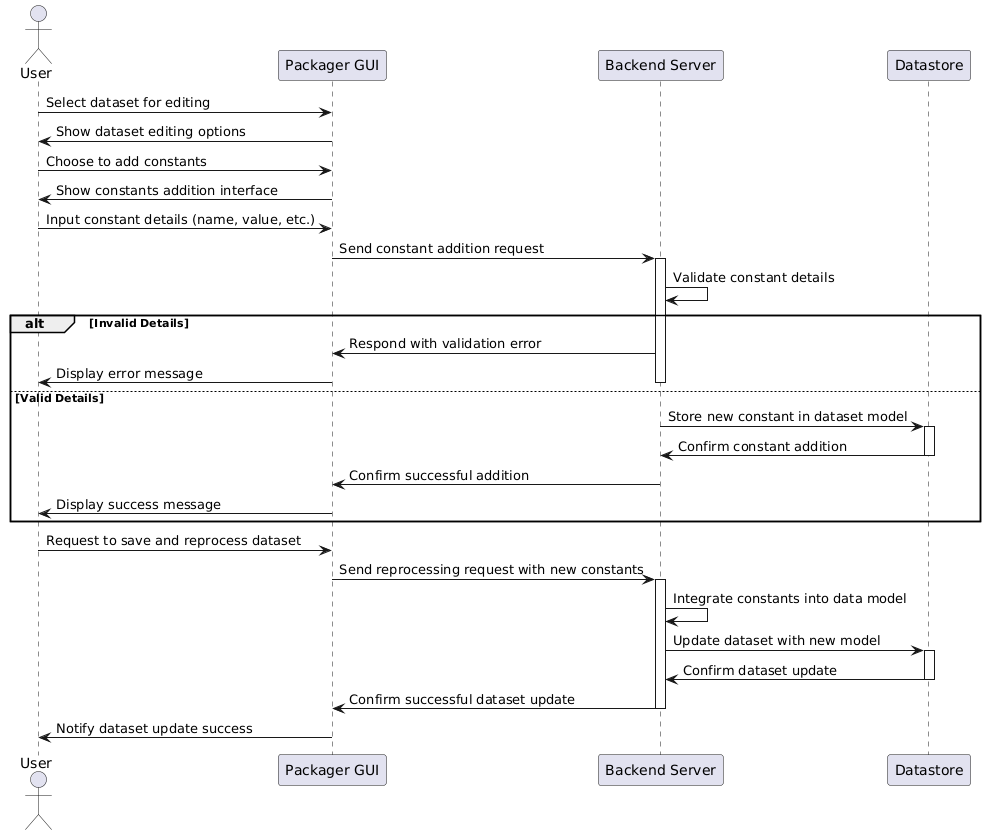 User
Packager GUI
Backend Server
Datastore
Select dataset for editing
Show dataset editing options
Choose to add constants
Show constants addition interface
Input constant details (name, value, etc.)
Send constant addition request
Validate constant details
alt
[Invalid Details]
Respond with validation error
Display error message
[Valid Details]
Store new constant in dataset model
Confirm constant addition
Confirm successful addition
Display success message
Request to save and reprocess dataset
Send reprocessing request with new constants
Integrate constants into data model
Update dataset with new model
Confirm dataset update
Confirm successful dataset update
Notify dataset update success
User
Packager GUI
Backend Server
Datastore